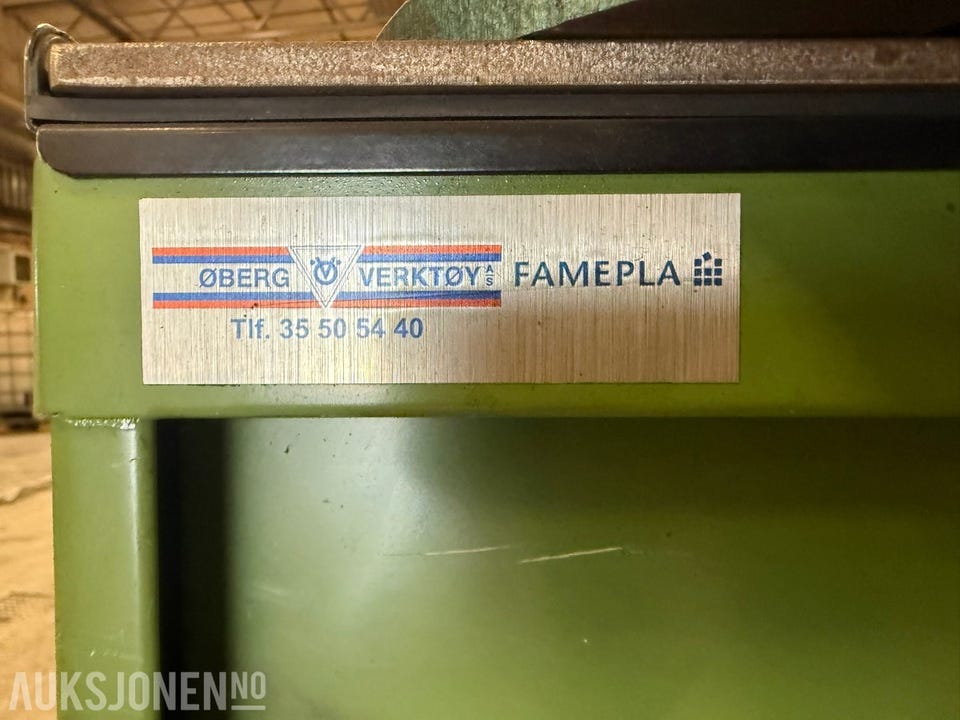 ØBERG VERKTØY AS FAMEPLA
Tlf. 35 50 54 40
AUKSJONEN.NO